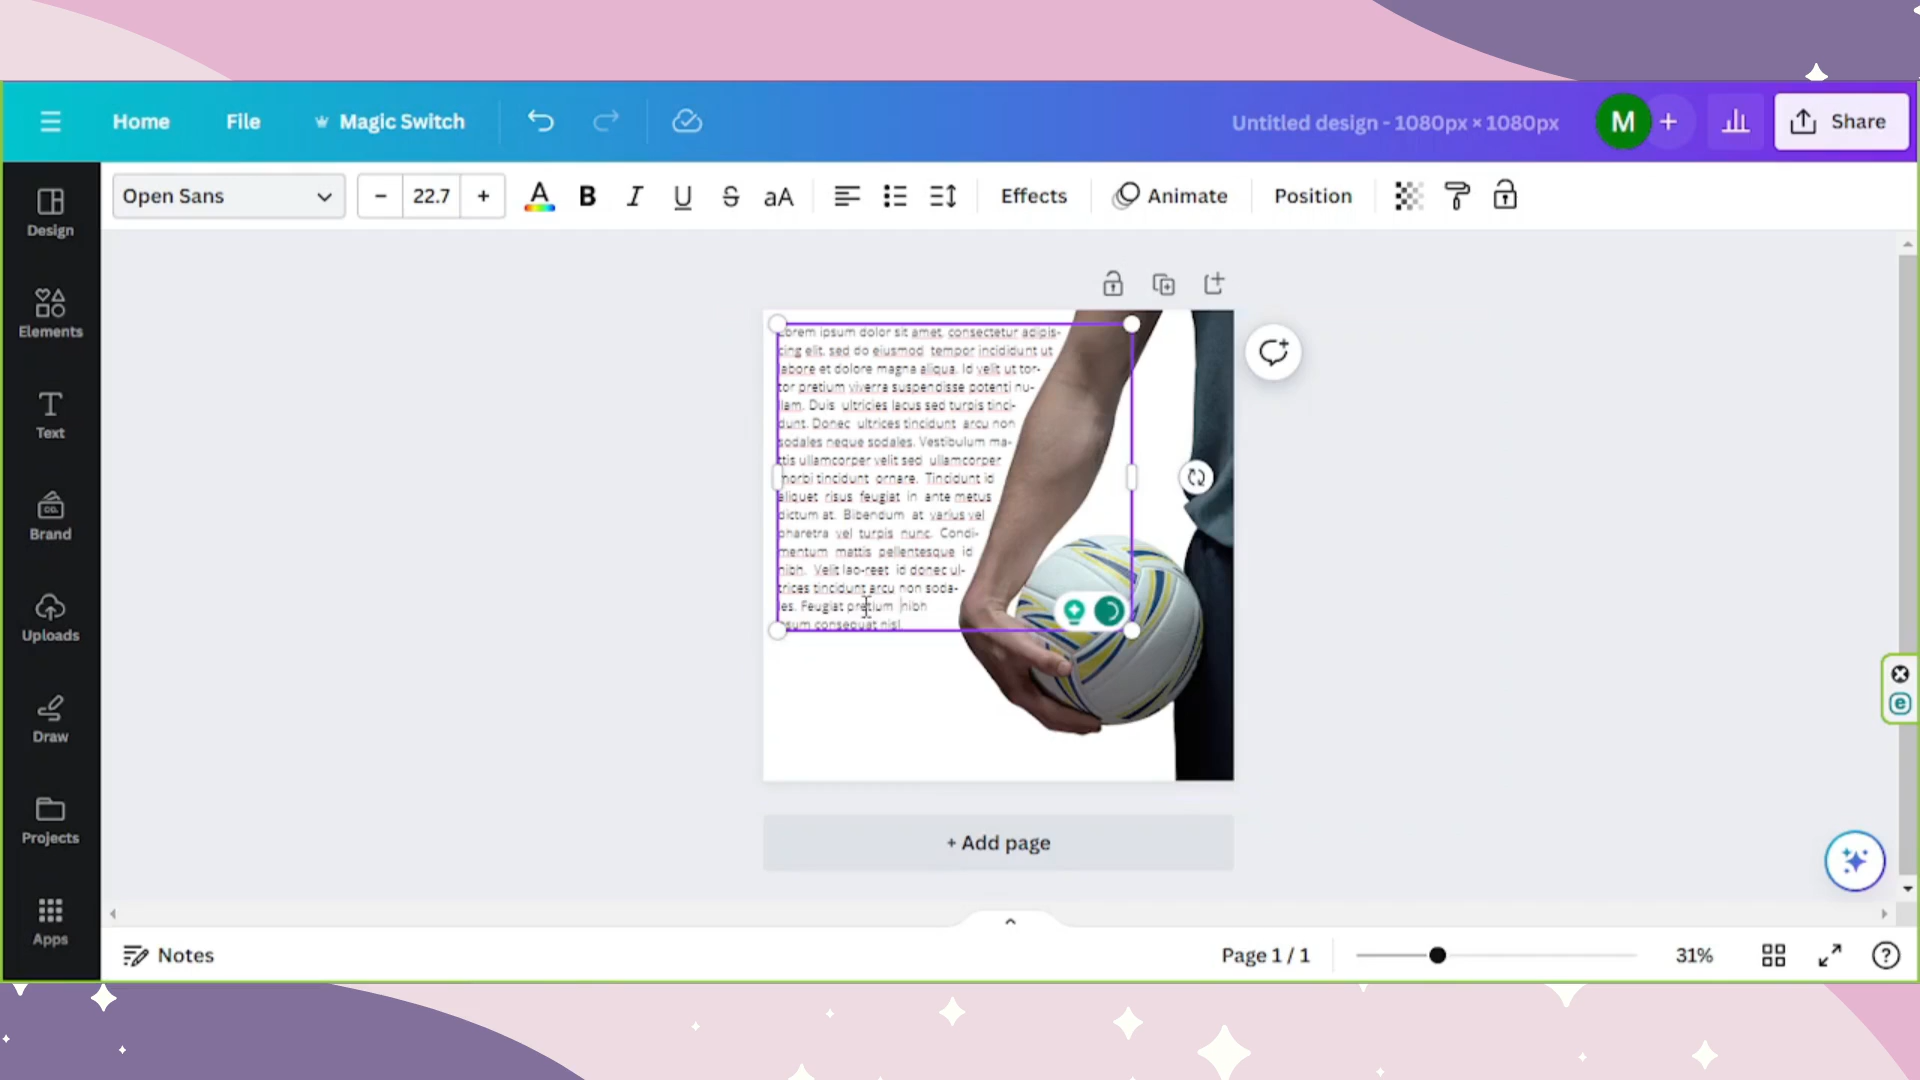 Home File Magic Switch Untitled design - 1080px × 1080px M + Share
Open Sans - 22.7 + A B I U S aA Effects Animate Position
Design
Elements
Text
Brand
CO.
Uploads
Draw
Projects
Apps
Lorem ipsum dolor sit amet, consectetur adipis-
cing elit, sed do eiusmod tempor incididunt ut
labore et dolore magna aliqua. Id velit ut tor-
tor pretium viverra suspendisse potenti nu-
llam. Duis ultricies lacus sed turpis tinci-
dunt. Donec ultrices tincidunt arcu non
sodales neque sodales. Vestibulum ma-
ttis ullamcorper velit sed ullamcorper
morbi tincidunt ornare. Tincidunt id
aliquet risus feugiat in ante metus
dictum at. Bibendum at varius vel
pharetra vel turpis nunc. Condi-
mentum mattis pellentesque id
nibh. Velit lao-reet id donec ul-
trices tincidunt arcu non soda-
les. Feugiat pretium nibh
ipsum consequat nisl.
+ Add page
Notes Page 1 / 1 31% ?